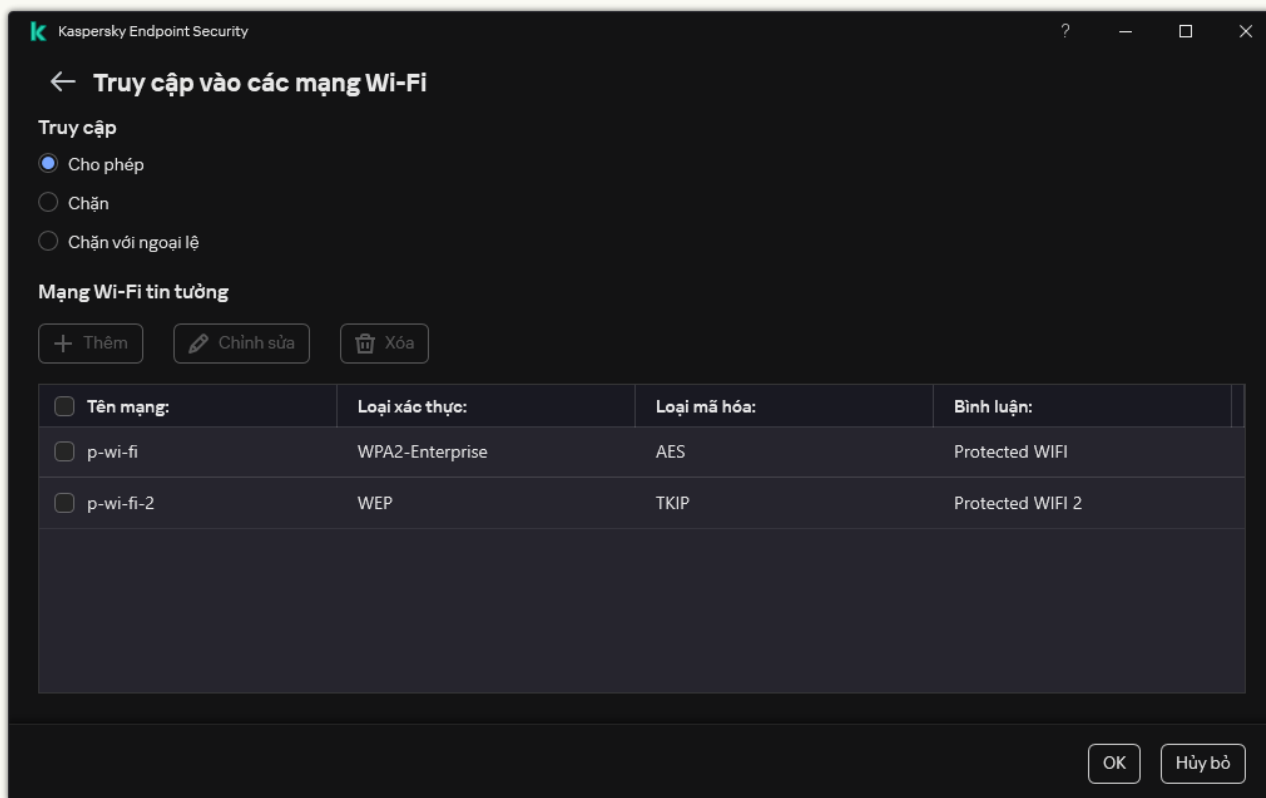 Kaspersky Endpoint Security
Truy cập vào các mạng Wi-Fi
Truy cập
Cho phép
Chặn
Chặn với ngoại lệ
Mạng Wi-Fi tin tưởng
Thêm Chỉnh sửa Xóa
Tên mạng: Loại xác thực: Loại mã hóa: Bình luận:
p-wi-fi WPA2-Enterprise AES Protected WIFI
p-wi-fi-2 WEP TKIP Protected WIFI 2
OK Hủy bỏ